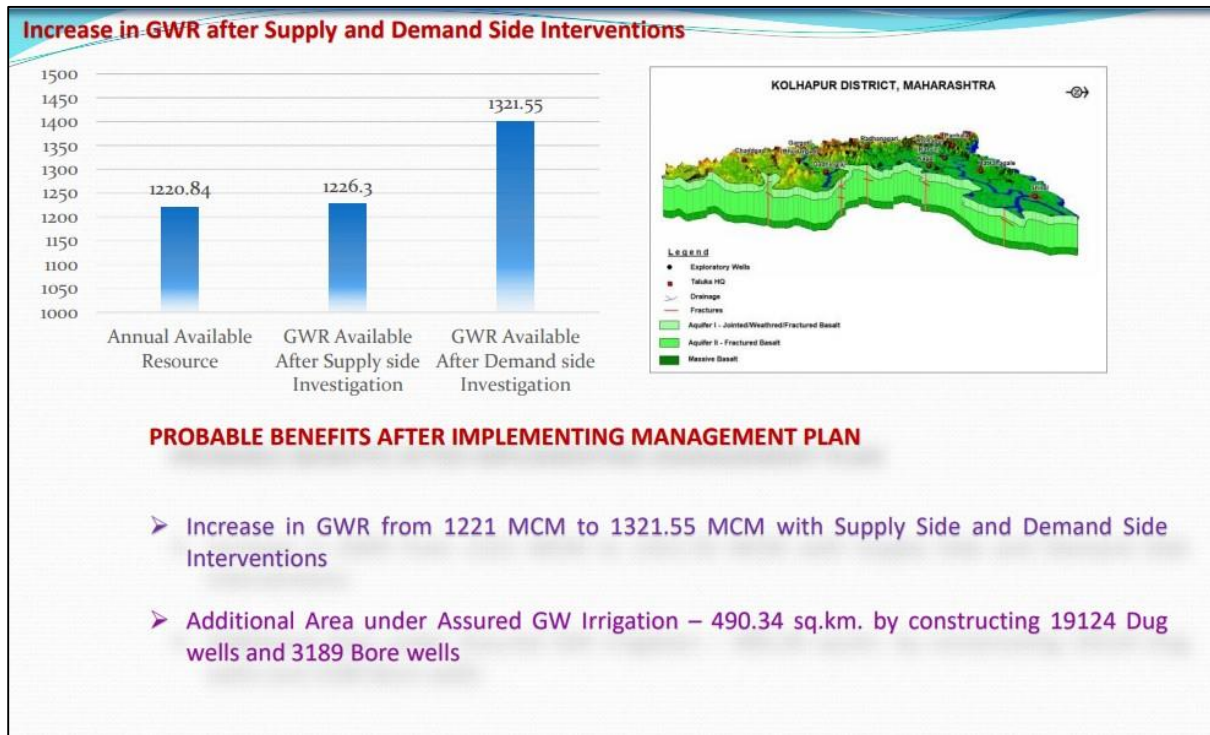 Increase in GWR after Supply and Demand Side Interventions
1500
1450
1400
1350
1300
1250
1200
1150
1100
1050
1000
1220.84
1226.3
1321.55
Annual Available
Resource
GWR Available
After Supply side
Investigation
GWR Available
After Demand side
Investigation
KOLHAPUR DISTRICT, MAHARASHTRA
Legend
Exploratory Wells
Taluka HQ
Drainage
Fractures
Aquifer I - Jointed/Weathred/Fractured Basalt
Aquifer II - Fractured Basalt
Massive Basalt
PROBABLE BENEFITS AFTER IMPLEMENTING MANAGEMENT PLAN
➢ Increase in GWR from 1221 MCM to 1321.55 MCM with Supply Side and Demand Side
Interventions
➢ Additional Area under Assured GW Irrigation – 490.34 sq.km. by constructing 19124 Dug
wells and 3189 Bore wells